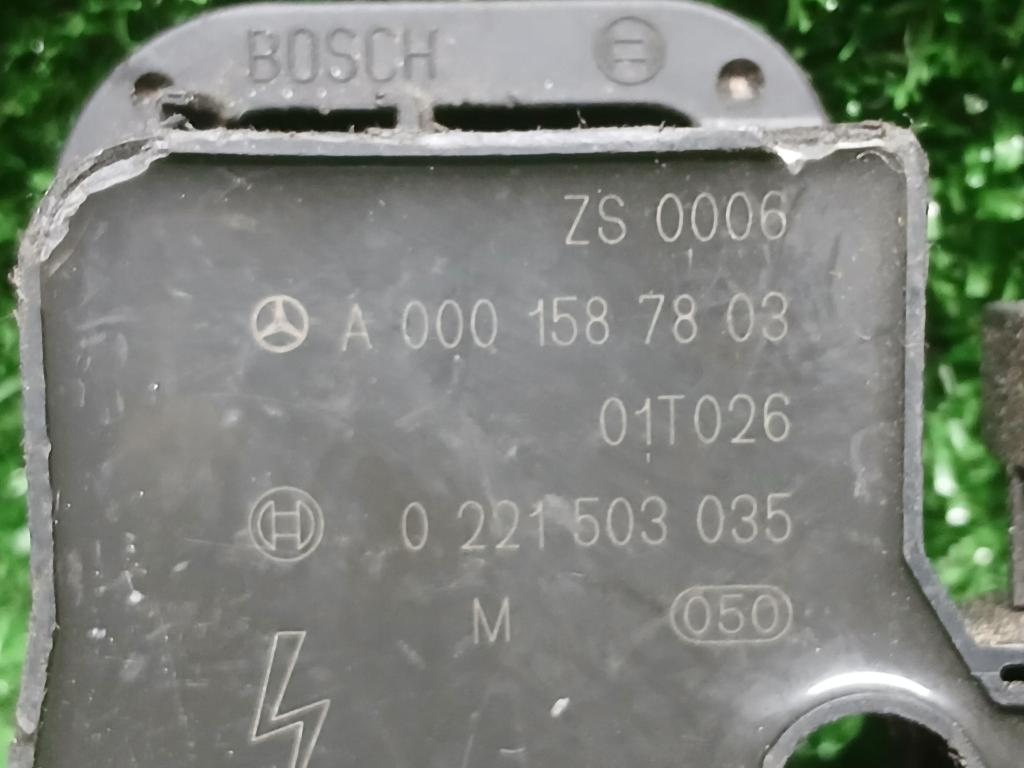 BOSCH
ZS 0006
A 000 158 78 03
01T026
0 221 503 035
M 050